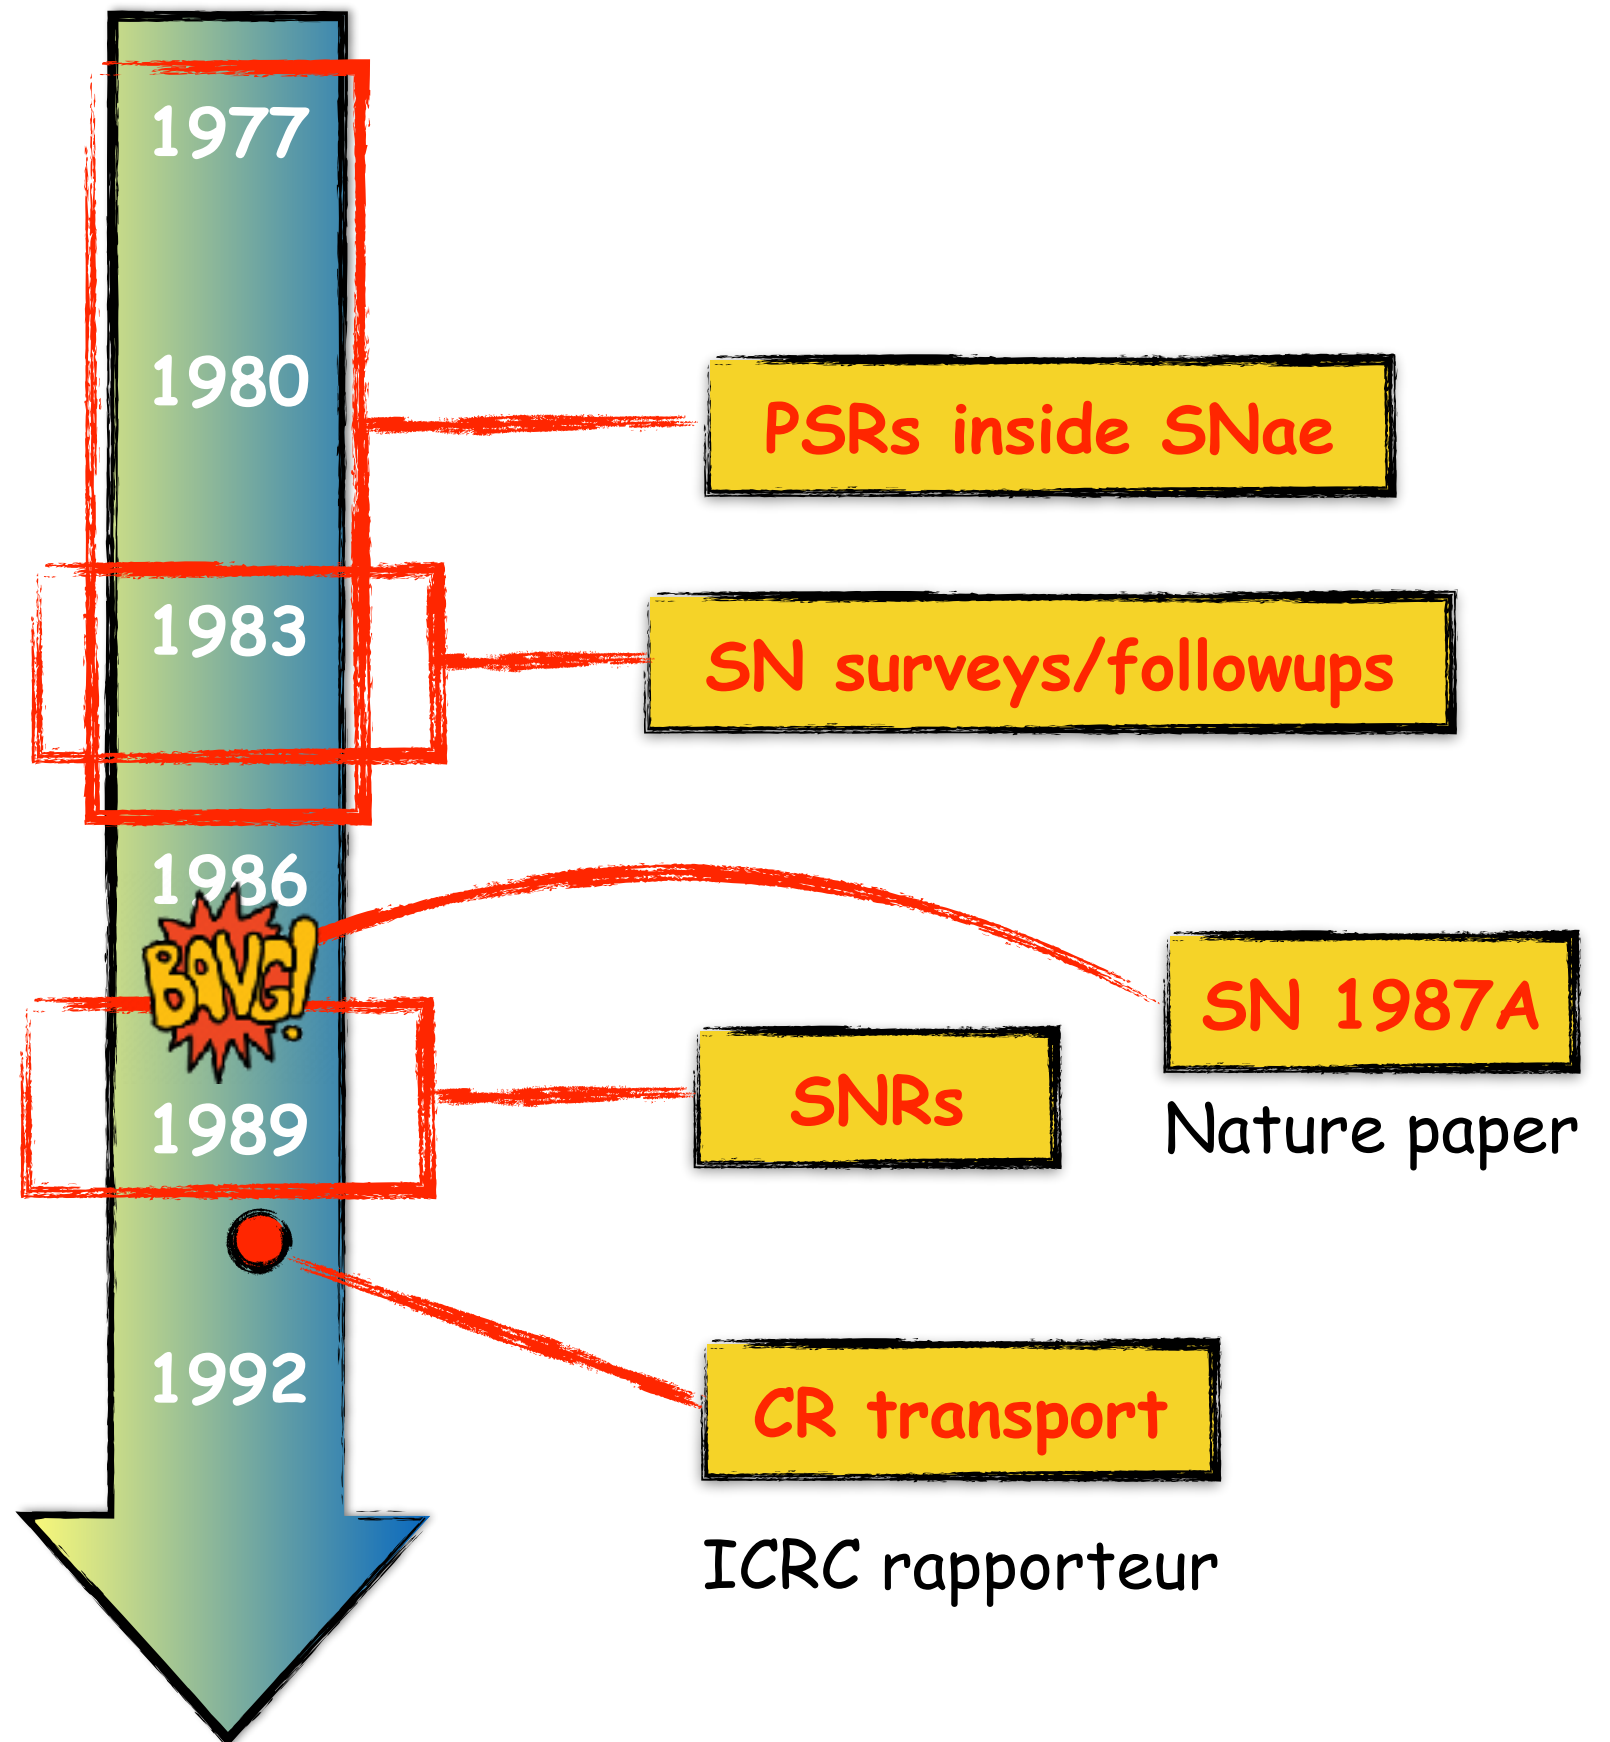 1977
1980
PSRs inside SNae
1983
SN surveys/followups
1986
BANG!
SN 1987A
Nature paper
SNRs
1989
CR transport
1992
ICRC rapporteur